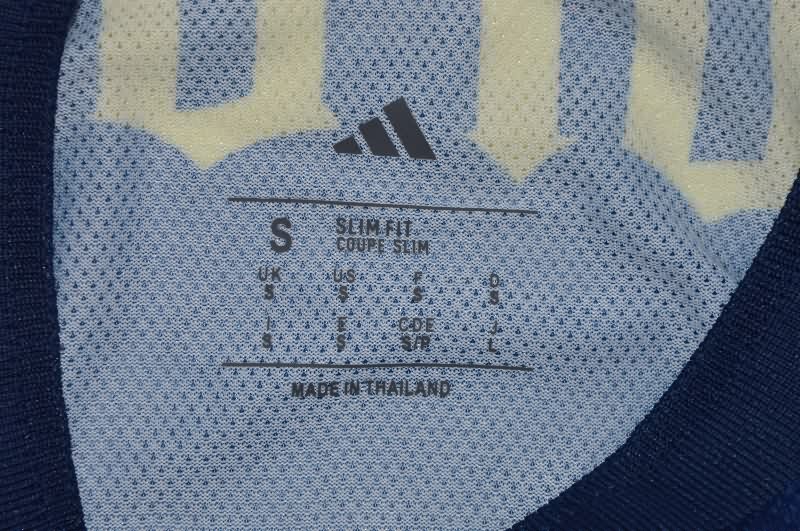 S
SLIM FIT
COUPE SLIM
UK US F D
S S S S
I E CDE J
S S S/P L
MADE IN THAILAND